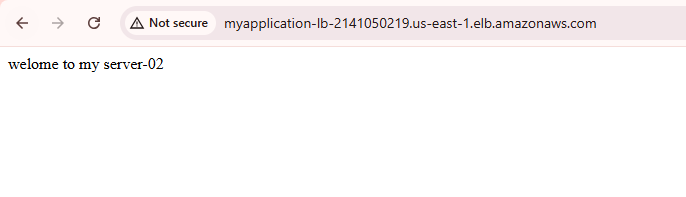 Not secure myapplication-lb-2141050219.us-east-1.elb.amazonaws.com
welome to my server-02